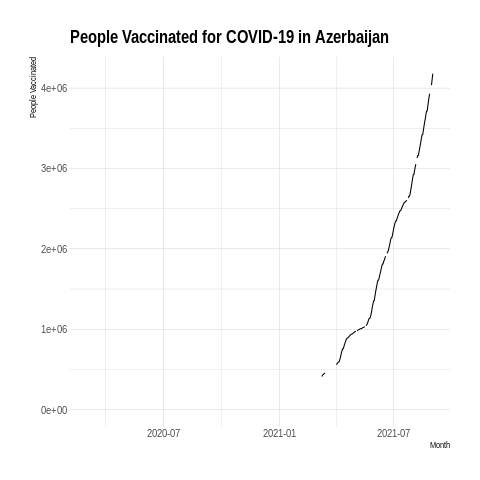 People Vaccinated for COVID-19 in Azerbaijan
People Vaccinated
4e+06
3e+06
2e+06
1e+06
0e+00
2020-07
2021-01
2021-07
Month